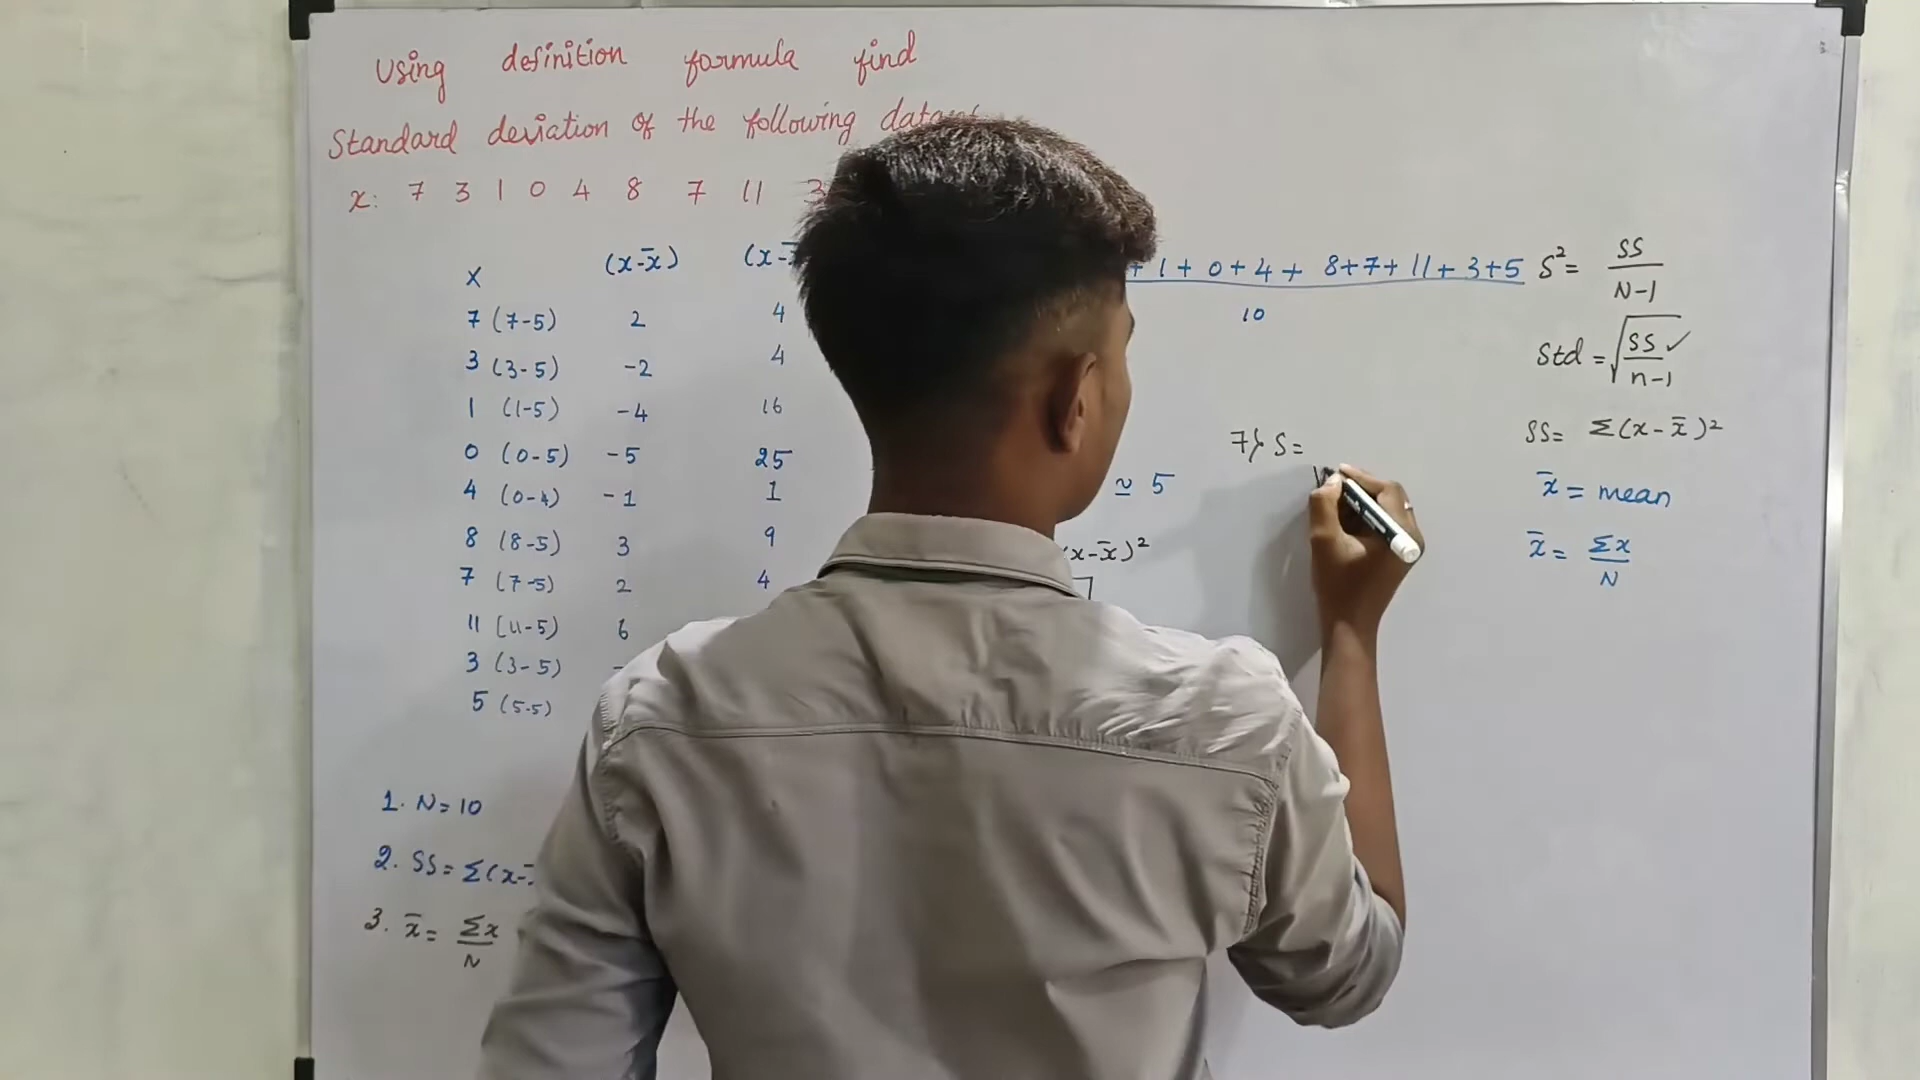 Using definition formula find
Standard deviation of the following
x: 7 3 1 0 4 8 7 11 3
X (x-x̄)
7 (7-5) 2 4
3 (3-5) -2 4
1 (1-5) -4 16
0 (0-5) -5 25
4 (0-4) -1 1
8 (8-5) 3 9
7 (7-5) 2 4
11 [11-5) 6
3 (3-5) -
5 (5-5)
1. N= 10
2. SS= Σ(x-
3. x̄= Σx/N
+ 1 + 0 + 4 + 8+7+11+3+5
10
≃ 5
(x-x̄)²
7} S=
S²= SS/N-1
Std =√SS/n-1 ✓
SS= Σ(x-x̄)²
x̄ = mean
x̄ = Σx/N